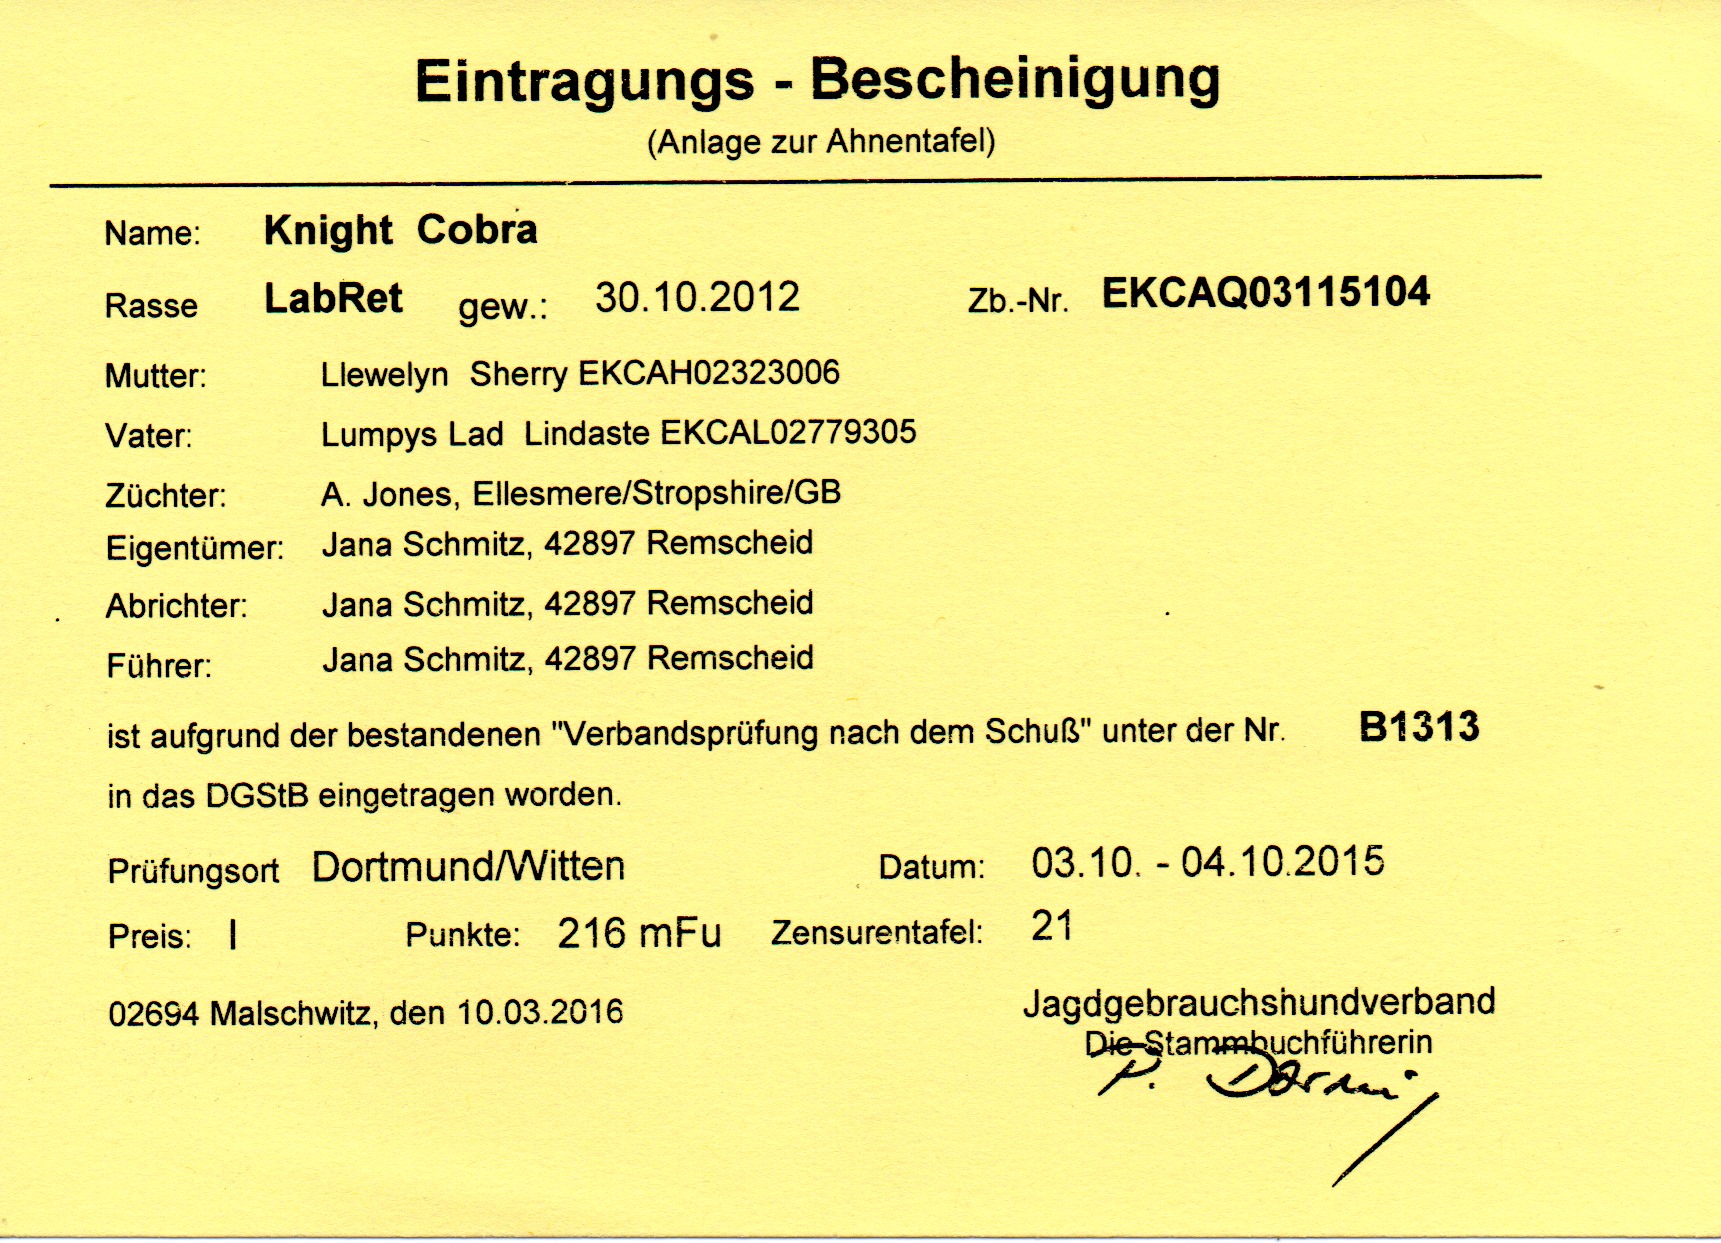 Eintragungs - Bescheinigung
(Anlage zur Ahnentafel)
Name: Knight Cobra
Rasse LabRet gew.: 30.10.2012 Zb.-Nr. EKCAQ03115104
Mutter: Llewelyn Sherry EKCAH02323006
Vater: Lumpys Lad Lindaste EKCAL02779305
Züchter: A. Jones, Ellesmere/Stropshire/GB
Eigentümer: Jana Schmitz, 42897 Remscheid
Abrichter: Jana Schmitz, 42897 Remscheid
Führer: Jana Schmitz, 42897 Remscheid
ist aufgrund der bestandenen "Verbandsprüfung nach dem Schuß" unter der Nr. B1313
in das DGStB eingetragen worden.
Prüfungsort Dortmund/Witten Datum: 03.10. - 04.10.2015
Preis: I Punkte: 216 mFu Zensurentafel: 21
02694 Malschwitz, den 10.03.2016 Jagdgebrauchshundverband
Die Stammbuchführerin
P.